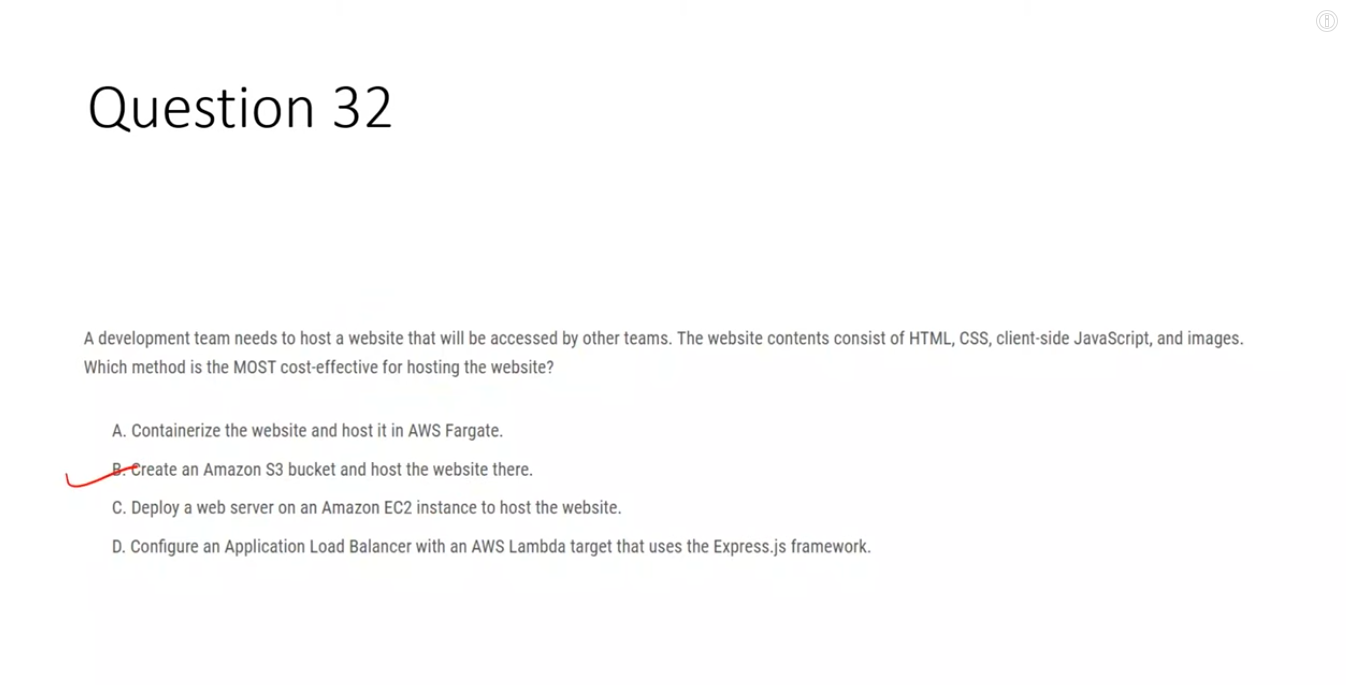 Question 32
A development team needs to host a website that will be accessed by other teams. The website contents consist of HTML, CSS, client-side JavaScript, and images.
Which method is the MOST cost-effective for hosting the website?
A. Containerize the website and host it in AWS Fargate.
B. Create an Amazon S3 bucket and host the website there.
C. Deploy a web server on an Amazon EC2 instance to host the website.
D. Configure an Application Load Balancer with an AWS Lambda target that uses the Express.js framework.